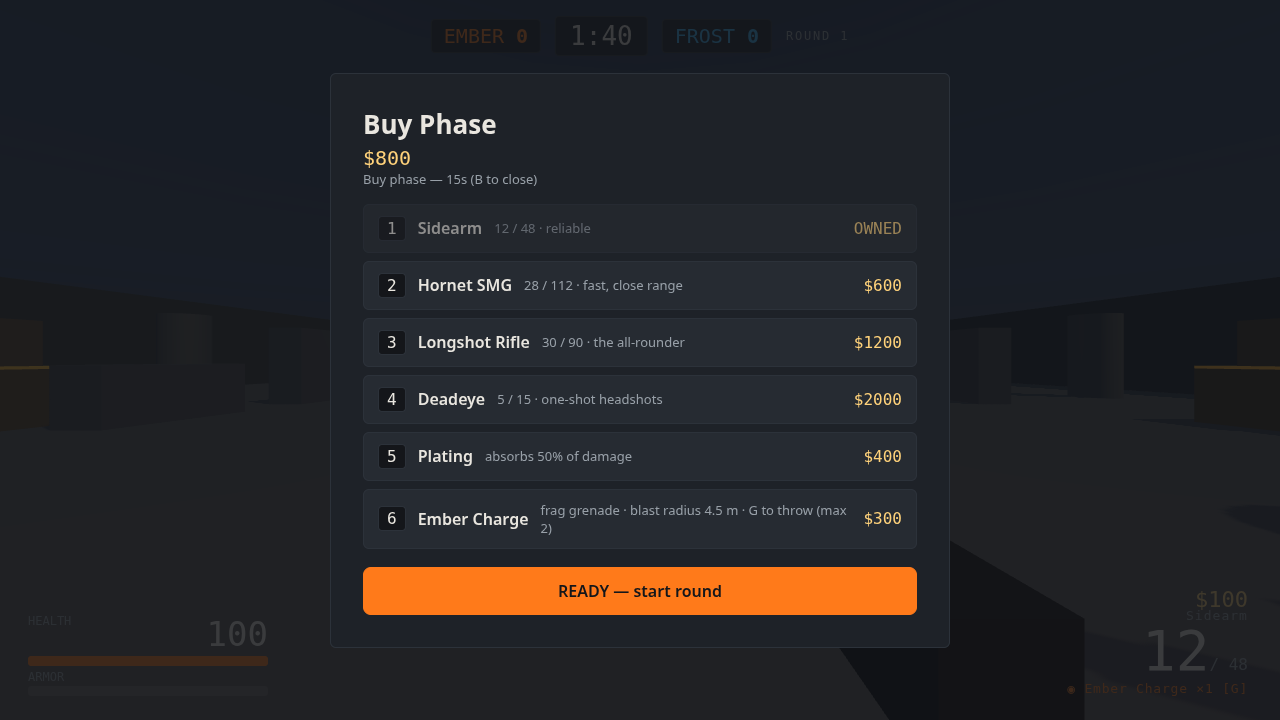 EMBER 0
1:40
FROST 0
ROUND 1
Buy Phase
$800
Buy phase — 15s (B to close)
1 Sidearm 12 / 48 · reliable OWNED
2 Hornet SMG 28 / 112 · fast, close range $600
3 Longshot Rifle 30 / 90 · the all-rounder $1200
4 Deadeye 5 / 15 · one-shot headshots $2000
5 Plating absorbs 50% of damage $400
6 Ember Charge frag grenade · blast radius 4.5 m · G to throw (max
2) $300
READY — start round
HEALTH
100
ARMOR
$100
Sidearm
12 / 48
● Ember Charge ×1 [G]